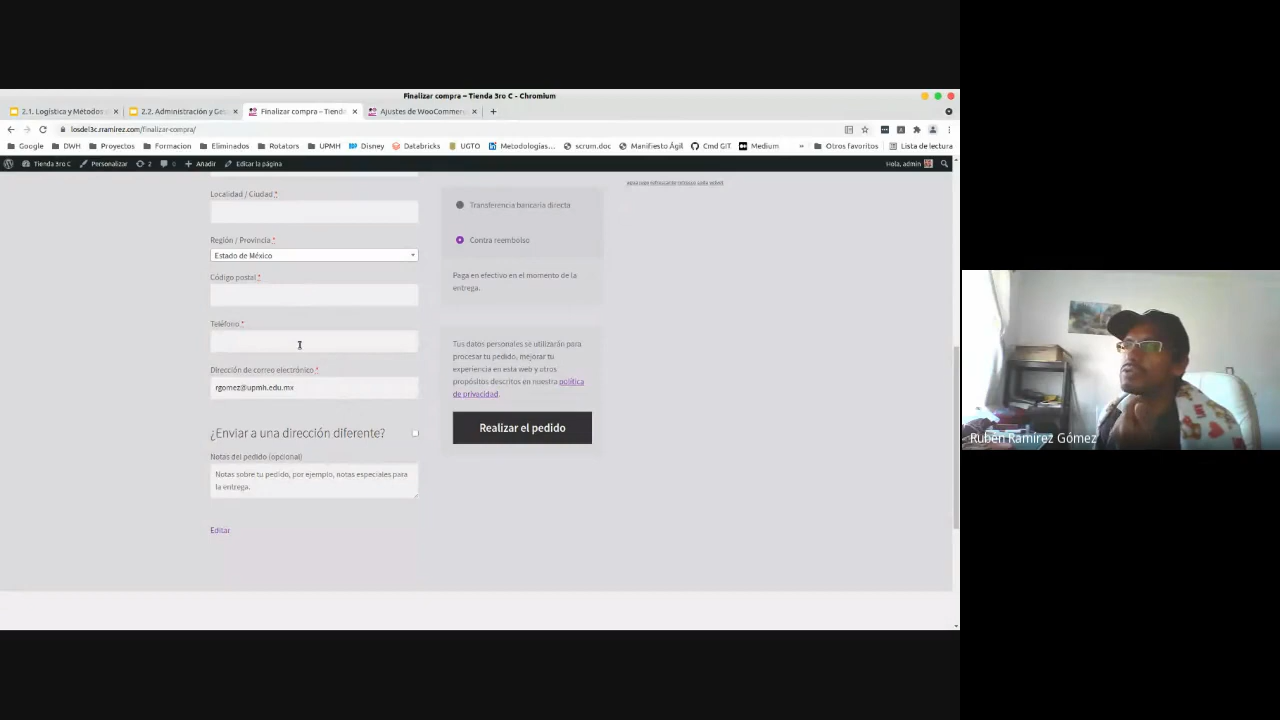 Finalizar compra – Tienda 3ro C - Chromium
2.1. Logística y Métodos
2.2. Administración y Ge
Finalizar compra – Tienda
Ajustes de WooCommerc
losdel3c.rramirez.com/finalizar-compra/
Google
DWH
Proyectos
Formacion
Eliminados
Rotators
UPMH
Disney
Databricks
UGTO
Metodologías...
scrum.doc
Manifiesto Ágil
Cmd GIT
Medium
»
Otros favoritos
Lista de lectura
Tienda 3ro C
Personalizar
2
0
Añadir
Editar la página
Hola, admin
Localidad / Ciudad *
Región / Provincia *
Estado de México
Código postal *
Teléfono *
Dirección de correo electrónico *
rgomez@upmh.edu.mx
¿Enviar a una dirección diferente?
Notas del pedido (opcional)
Notas sobre tu pedido, por ejemplo, notas especiales para
la entrega.
Editar
Transferencia bancaria directa
Contra reembolso
Paga en efectivo en el momento de la
entrega.
Tus datos personales se utilizarán para
procesar tu pedido, mejorar tu
experiencia en esta web y otros
propósitos descritos en nuestra política
de privacidad.
Realizar el pedido
Rubén Ramírez Gómez